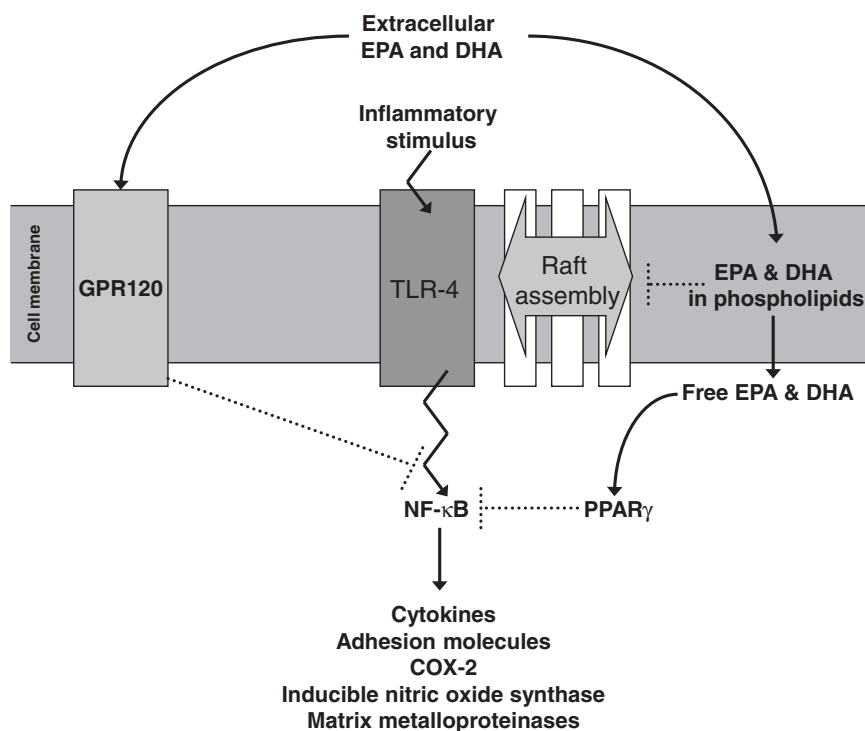 Extracellular
EPA and DHA
Inflammatory
stimulus
Cell membrane
GPR120
TLR-4
Raft
assembly
EPA & DHA
in phospholipids
Free EPA & DHA
NF-κB
PPARγ
Cytokines
Adhesion molecules
COX-2
Inducible nitric oxide synthase
Matrix metalloproteinases